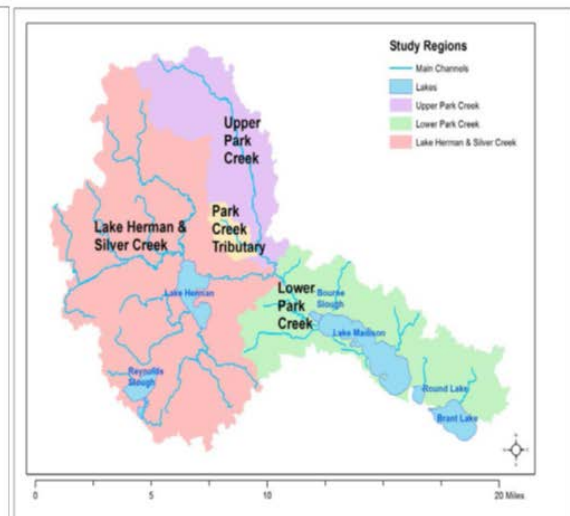 Study Regions
Main Channels
Lakes
Upper Park Creek
Lower Park Creek
Lake Herman & Silver Creek
Upper
Park
Creek
Park
Creek
Tributary
Lake Herman &
Silver Creek
Lake Herman
Lower
Park
Creek
Bourne
Slough
Lake Madison
Reynolds
Slough
Round Lake
Brant Lake
0 5 10 20 Miles